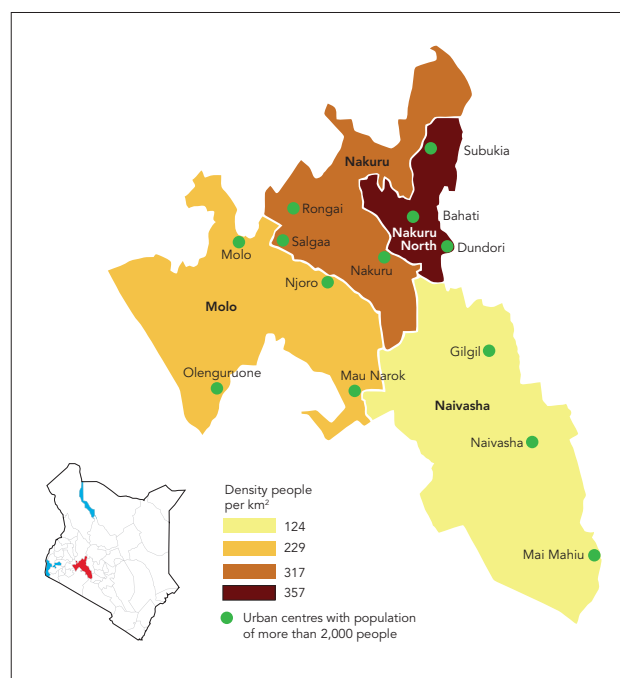 Subukia
Nakuru
Rongai
Bahati
Nakuru
North
Salgaa
Dundori
Molo
Nakuru
Njoro
Molo
Gilgil
Olenguruone
Mau Narok
Naivasha
Naivasha
Density people
per km²
124
229
Mai Mahiu
317
357
Urban centres with population
of more than 2,000 people